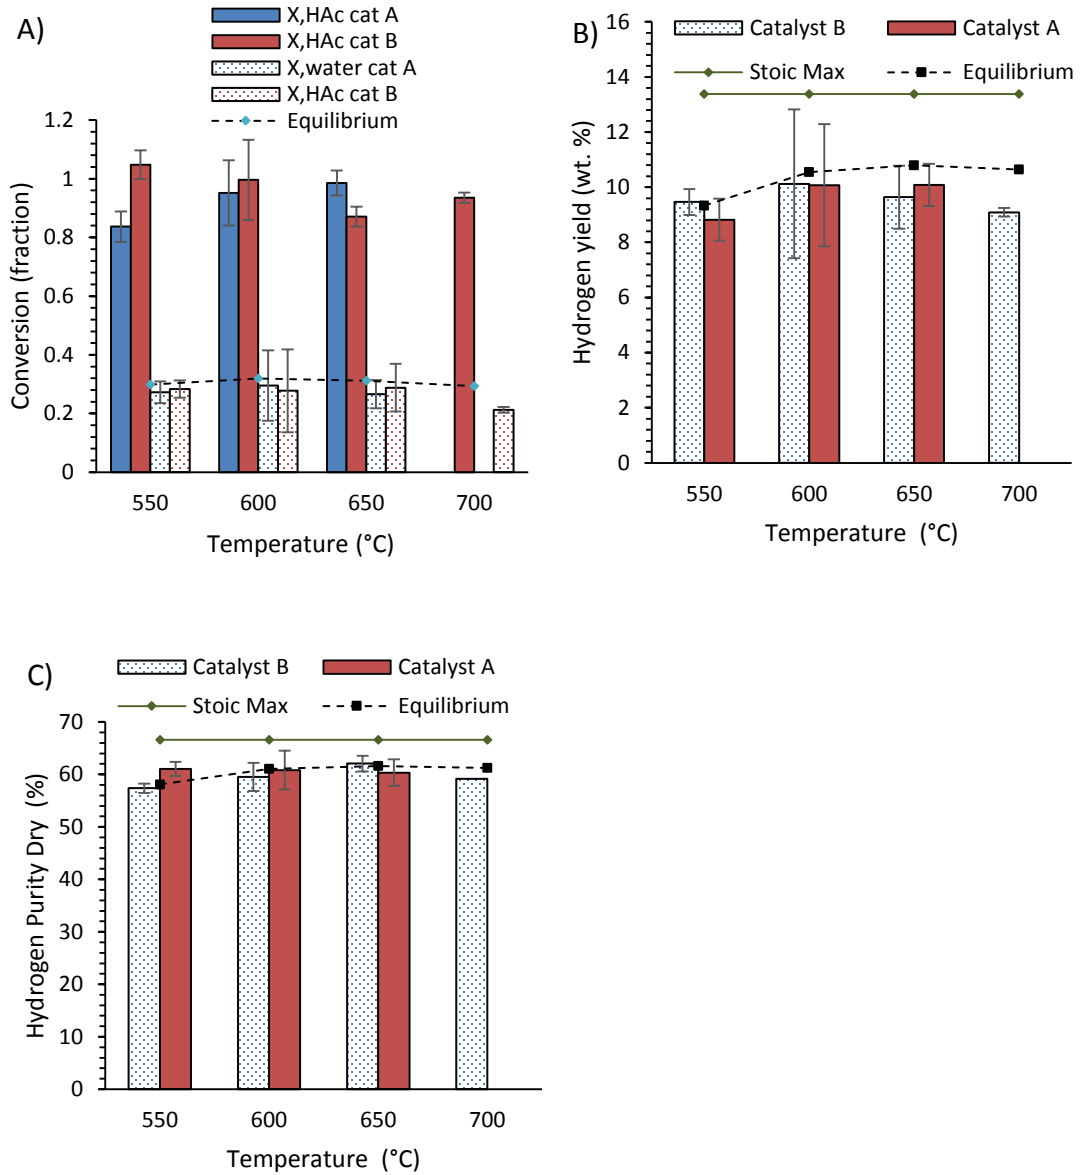 A)
X,HAc cat A
X,HAc cat B
X,water cat A
X,HAc cat B
Equilibrium
1.2
1
0.8
0.6
0.4
0.2
0
Conversion (fraction)
550 600 650 700
Temperature (°C)
B)
Catalyst B Catalyst A
Stoic Max Equilibrium
16
14
12
10
8
6
4
2
0
Hydrogen yield (wt. %)
550 600 650 700
Temperature (°C)
C)
Catalyst B Catalyst A
Stoic Max Equilibrium
70
60
50
40
30
20
10
0
Hydrogen Purity Dry (%)
550 600 650 700
Temperature (°C)